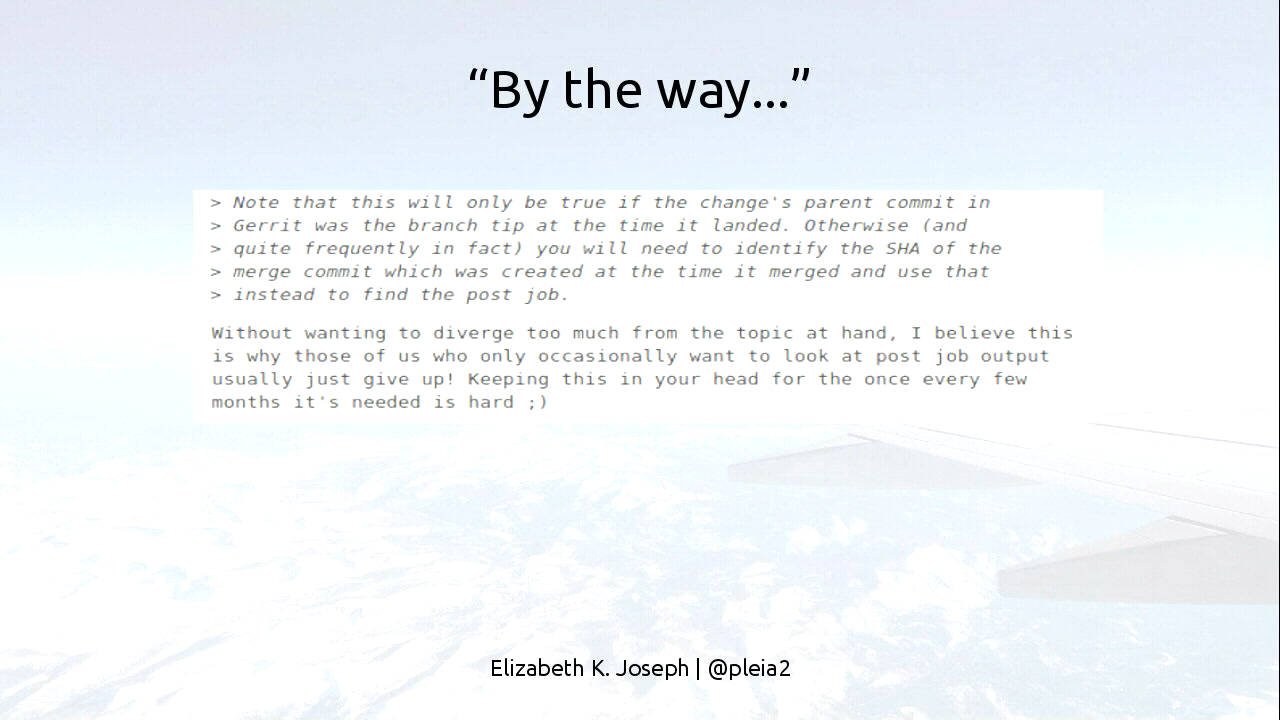 “By the way...”
> Note that this will only be true if the change's parent commit in
> Gerrit was the branch tip at the time it landed. Otherwise (and
> quite frequently in fact) you will need to identify the SHA of the
> merge commit which was created at the time it merged and use that
> instead to find the post job.
Without wanting to diverge too much from the topic at hand, I believe this
is why those of us who only occasionally want to look at post job output
usually just give up! Keeping this in your head for the once every few
months it's needed is hard ;)
Elizabeth K. Joseph | @pleia2